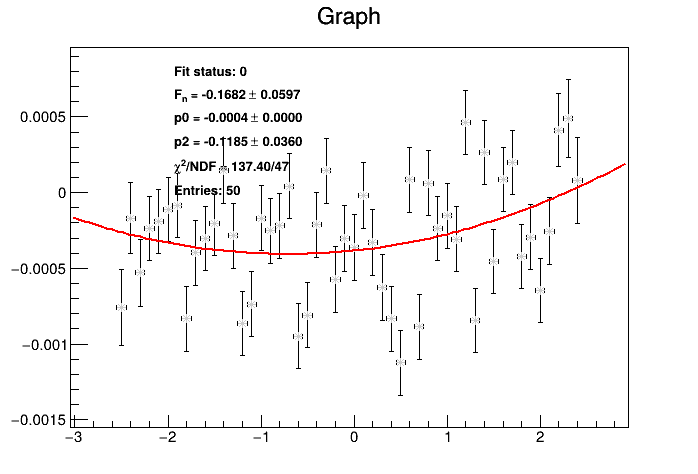 Graph
Fit status: 0
Fn = -0.1682 ± 0.0597
p0 = -0.0004 ± 0.0000
p2 = -0.1185 ± 0.0360
χ²/NDF = 137.40/47
Entries: 50
0.0005
0
−0.0005
−0.001
−0.0015
−3 −2 −1 0 1 2